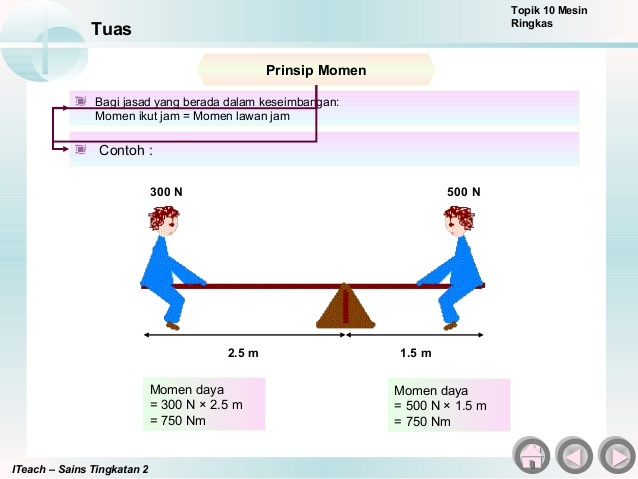 Topik 10 Mesin
Ringkas
Tuas
Prinsip Momen
Bagi jasad yang berada dalam keseimbangan:
Momen ikut jam = Momen lawan jam
Contoh :
300 N
500 N
2.5 m
1.5 m
Momen daya
= 300 N × 2.5 m
= 750 Nm
Momen daya
= 500 N × 1.5 m
= 750 Nm
ITeach – Sains Tingkatan 2